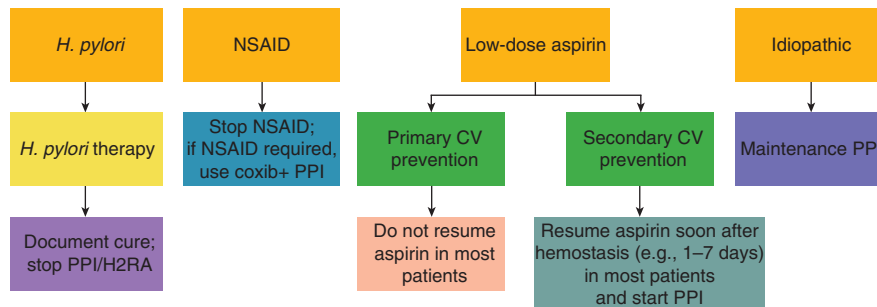 H. pylori
NSAID
Low-dose aspirin
Idiopathic
H. pylori therapy
Stop NSAID;
if NSAID required,
use coxib+ PPI
Primary CV
prevention
Secondary CV
prevention
Maintenance PP
Document cure;
stop PPI/H2RA
Do not resume
aspirin in most
patients
Resume aspirin soon after
hemostasis (e.g., 1–7 days)
in most patients
and start PPI